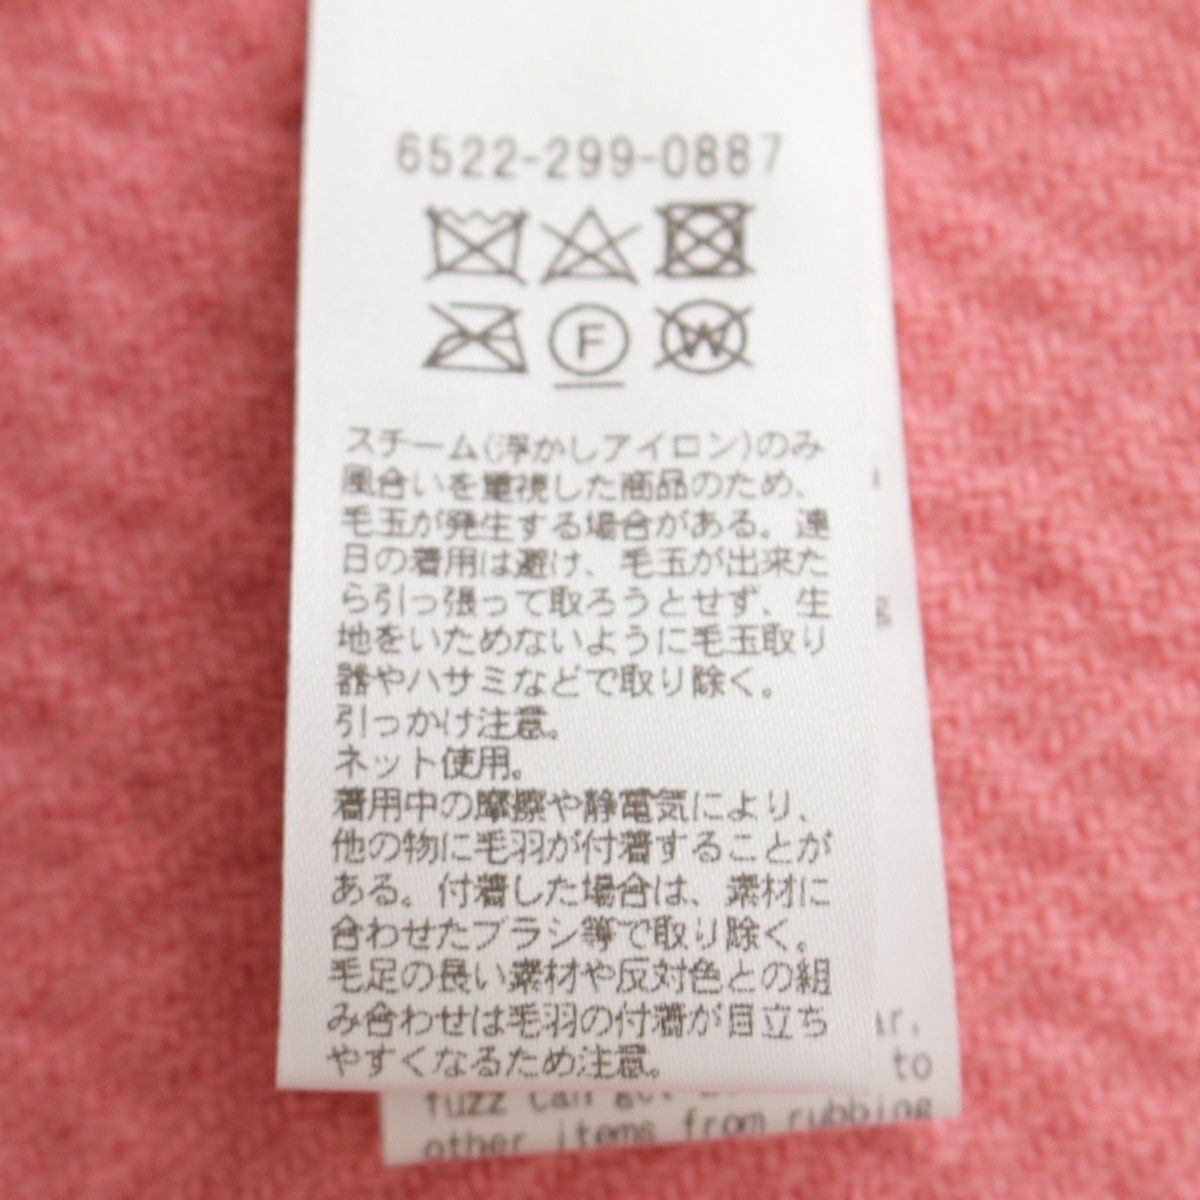 6522-299-0887
F
W
スチーム(浮かしアイロン)のみ
風合いを重視した商品のため、
毛玉が発生する場合がある。連
日の着用は避け、毛玉が出来た
ら引っ張って取ろうとせず、生
地をいためないように毛玉取り
器やハサミなどで取り除く。
引っかけ注意。
ネット使用。
着用中の摩擦や静電気により、
他の物に毛羽が付着することが
ある。付着した場合は、素材に
合わせたブラシ等で取り除く。
毛足の長い素材や反対色との組
み合わせは毛羽の付着が目立ち
やすくなるため注意。
ar.
to
fuzz can get
other items from rubbing